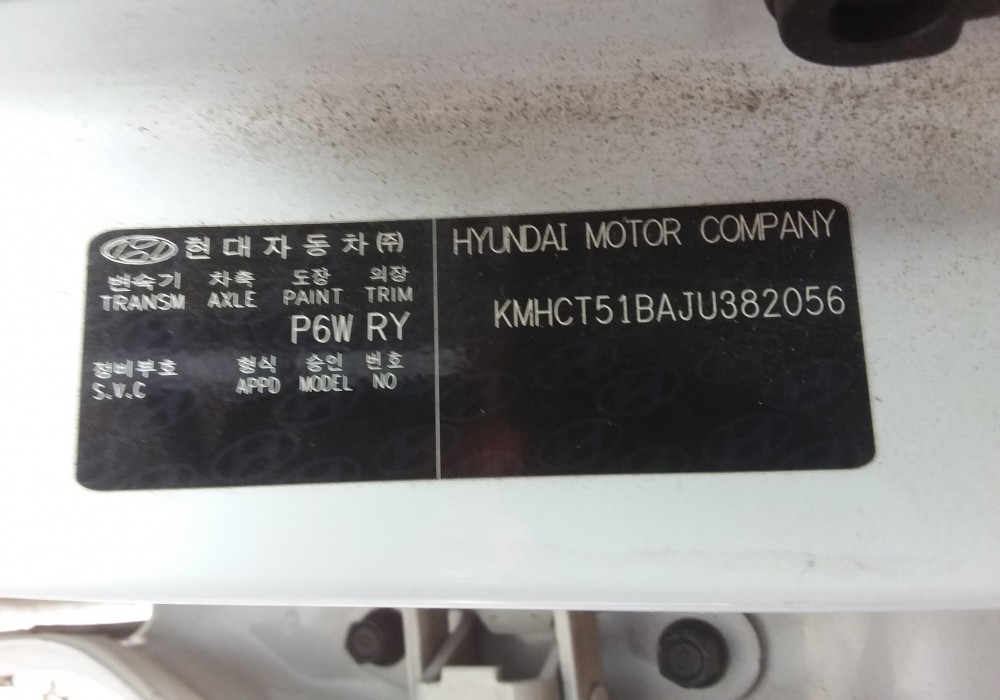 현대자동차㈜
변속기 차축 도장 의장
TRANSM AXLE PAINT TRIM
P6W RY
정비부호 형식 승인 번호
S.V.C APPD MODEL NO
HYUNDAI MOTOR COMPANY
KMHCT51BAJU382056